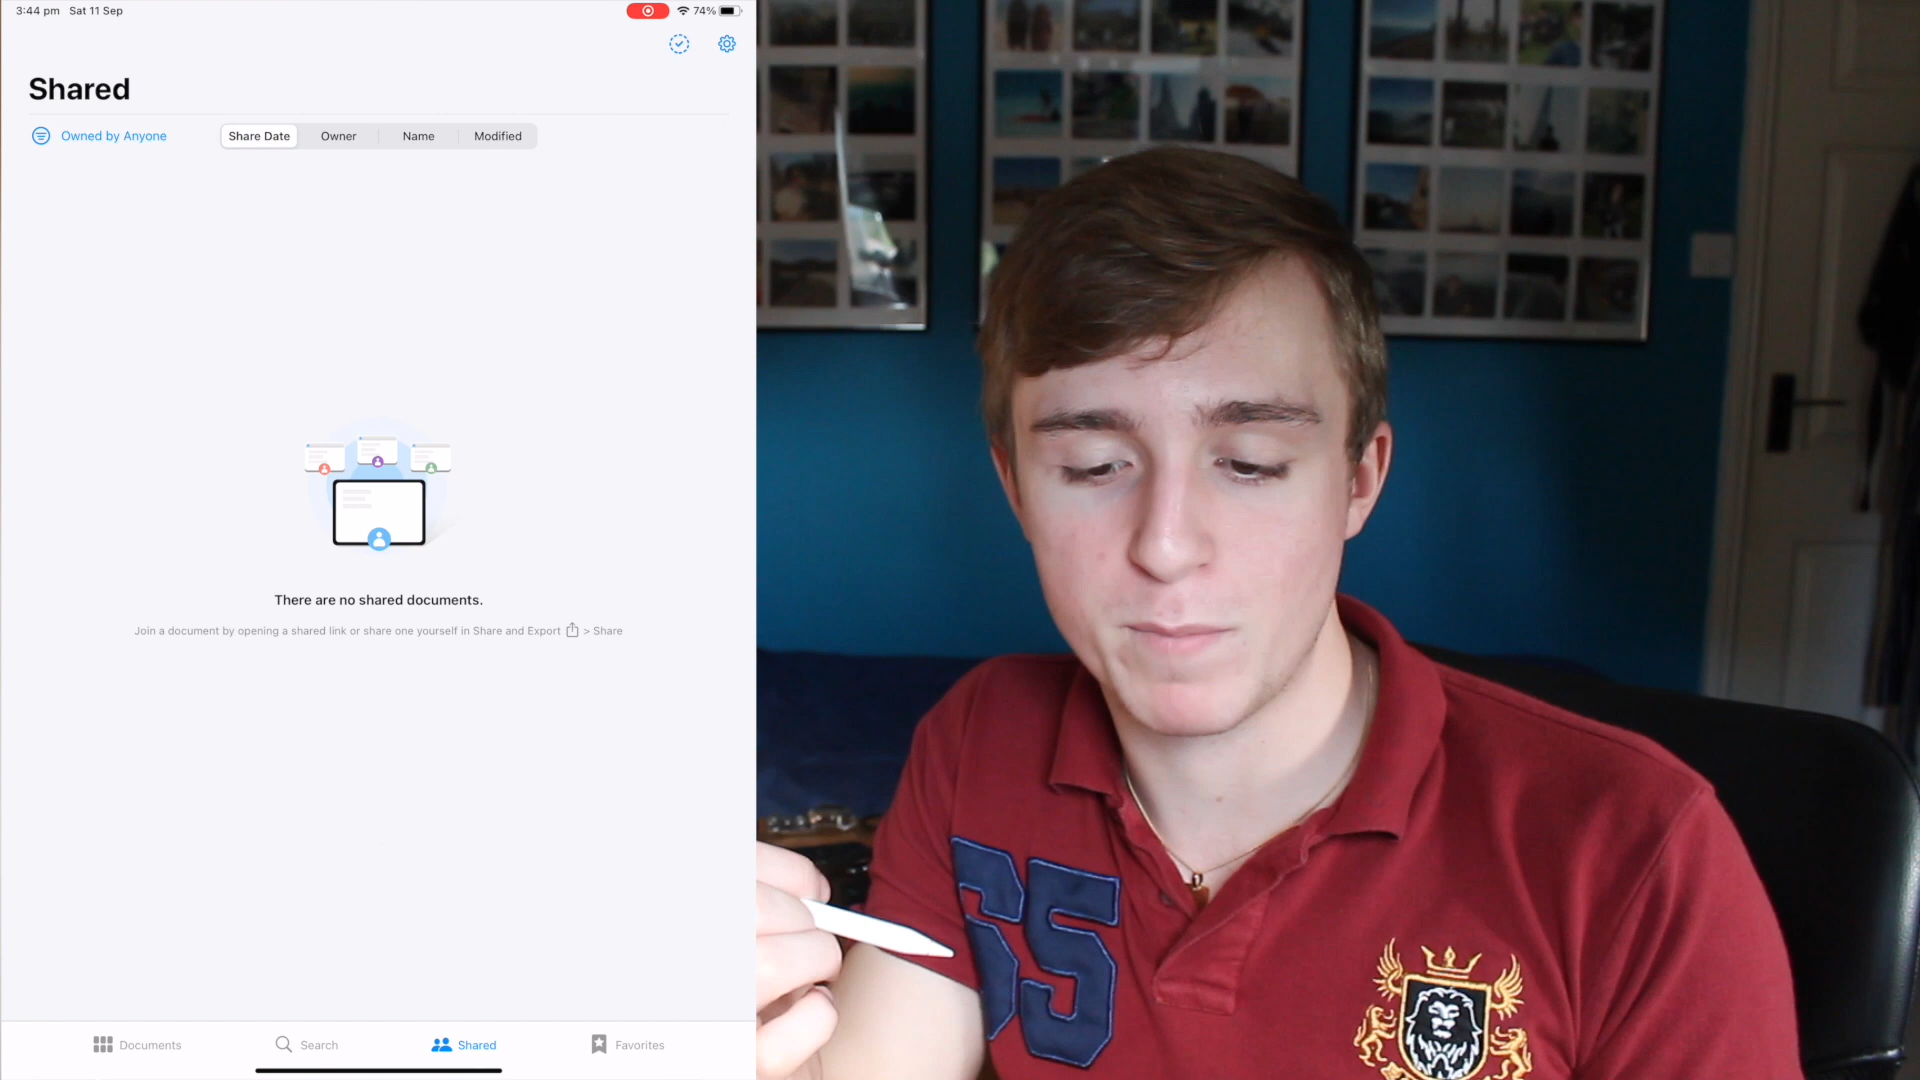 3:44 pm Sat 11 Sep 74%
Shared
Owned by Anyone Share Date Owner Name Modified
There are no shared documents.
Join a document by opening a shared link or share one yourself in Share and Export > Share
Documents Search Shared Favorites
65